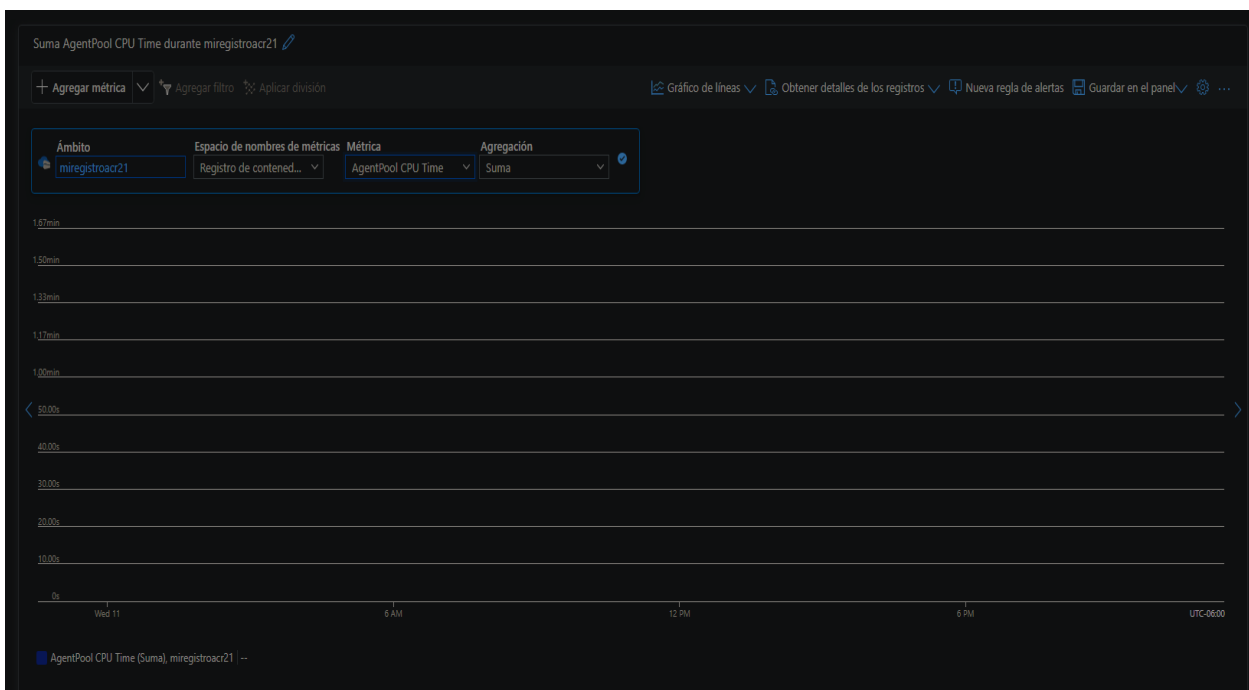 Suma AgentPool CPU Time durante miregistroacr21
Agregar métrica Agregar filtro Aplicar división Gráfico de líneas Obtener detalles de los registros Nueva regla de alertas Guardar en el panel ...
Ámbito Espacio de nombres de métricas Métrica Agregación
miregistroacr21 Registro de contened... AgentPool CPU Time Suma
1.67min
1.50min
1.33min
1.17min
1.00min
50.00s
40.00s
30.00s
20.00s
10.00s
0s
Wed 11 6 AM 12 PM 6 PM UTC-06:00
AgentPool CPU Time (Suma), miregistroacr21 | --